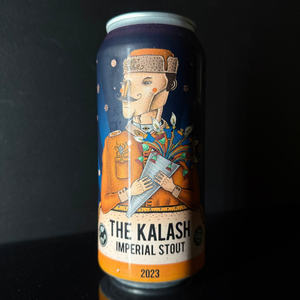 THE KALASH
IMPERIAL STOUT
2023